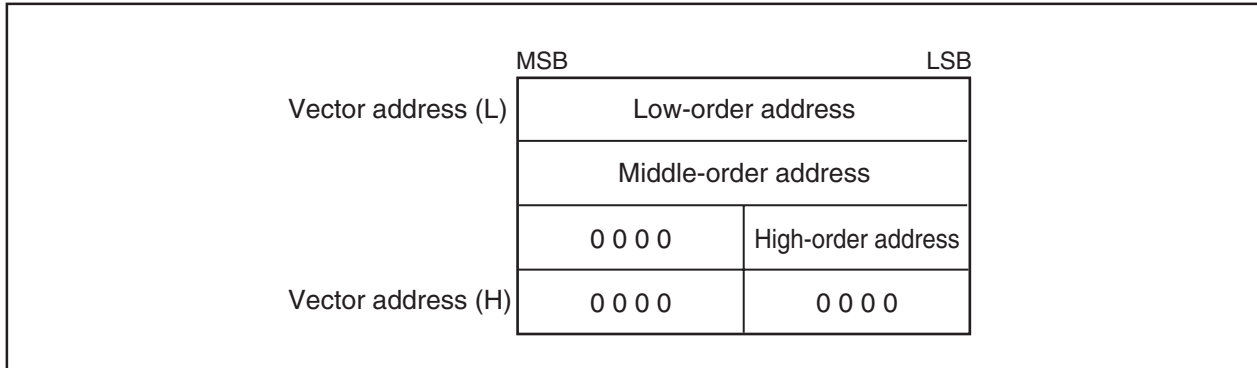 MSB LSB
Vector address (L) Low-order address
Middle-order address
0 0 0 0 High-order address
Vector address (H) 0 0 0 0 0 0 0 0